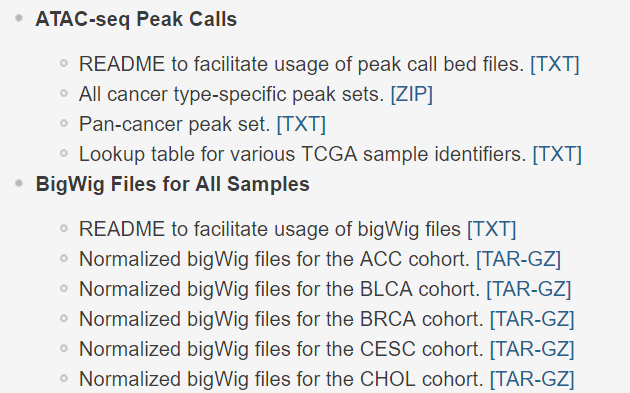 ATAC-seq Peak Calls
README to facilitate usage of peak call bed files. [TXT]
All cancer type-specific peak sets. [ZIP]
Pan-cancer peak set. [TXT]
Lookup table for various TCGA sample identifiers. [TXT]
BigWig Files for All Samples
README to facilitate usage of bigWig files [TXT]
Normalized bigWig files for the ACC cohort. [TAR-GZ]
Normalized bigWig files for the BLCA cohort. [TAR-GZ]
Normalized bigWig files for the BRCA cohort. [TAR-GZ]
Normalized bigWig files for the CESC cohort. [TAR-GZ]
Normalized bigWig files for the CHOL cohort. [TAR-GZ]